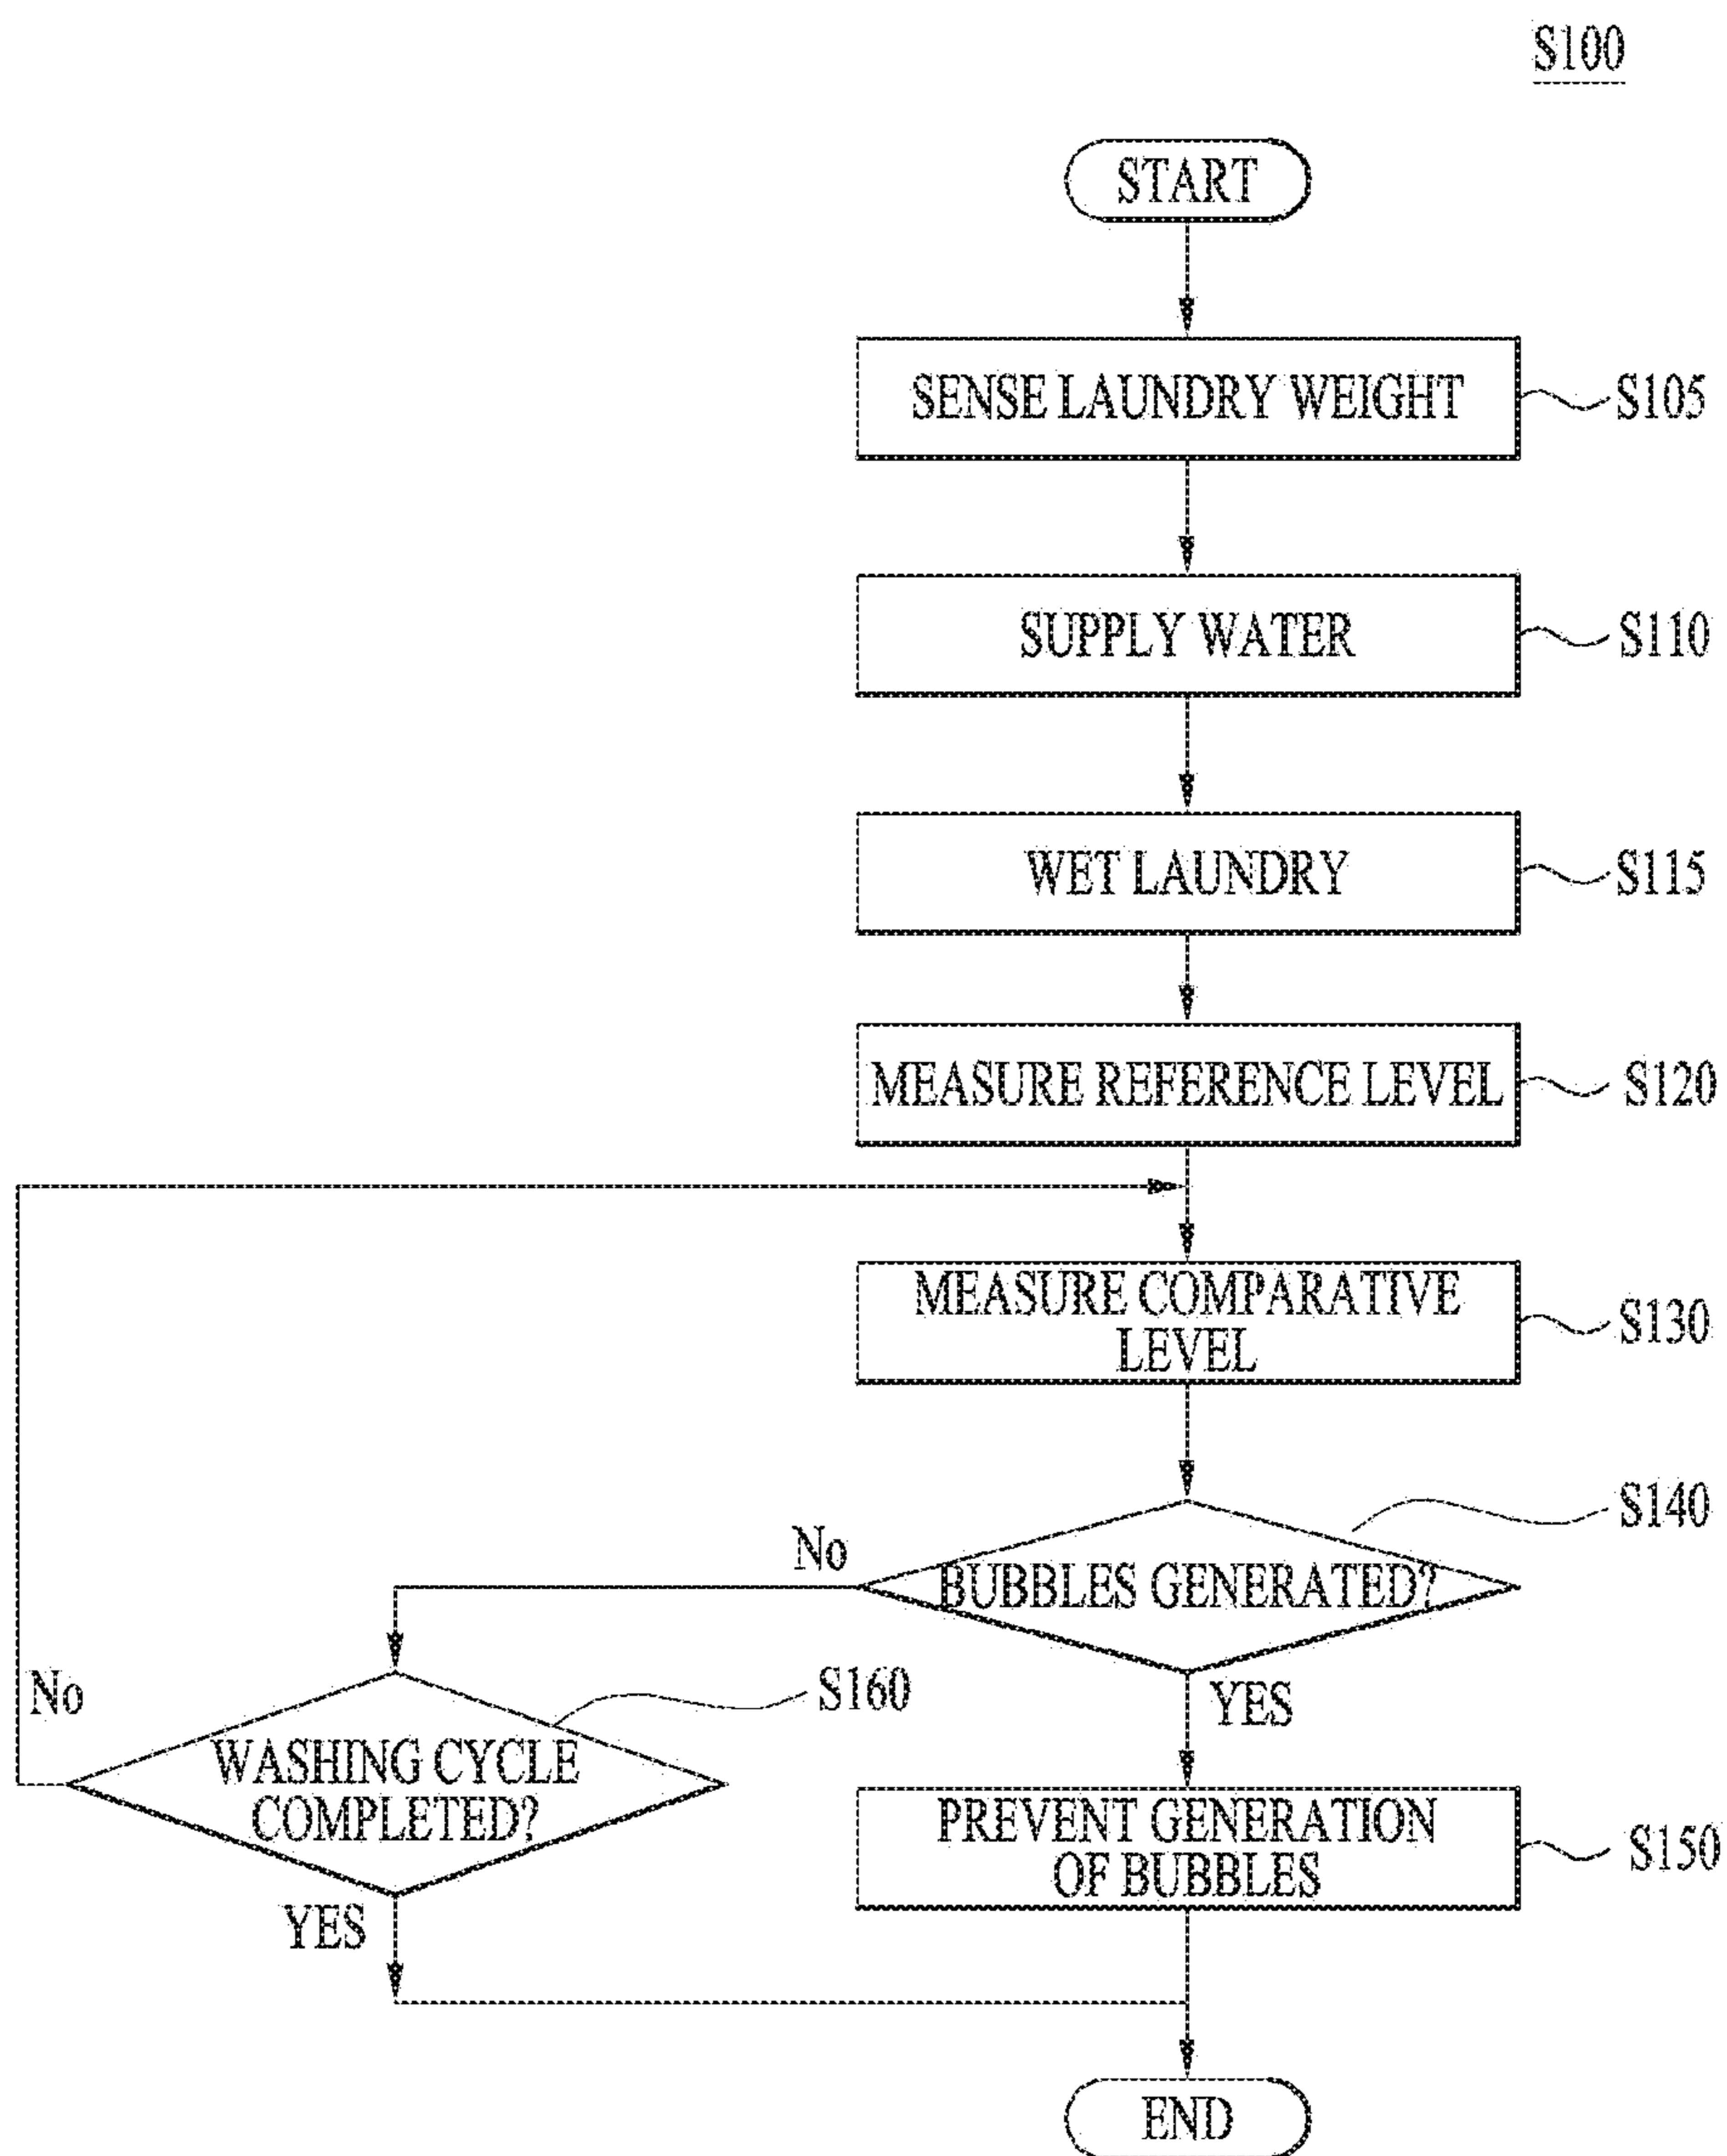 S100
START
SENSE LAUNDRY WEIGHT
S105
SUPPLY WATER
S110
WET LAUNDRY
S115
MEASURE REFERENCE LEVEL
S120
MEASURE COMPARATIVE
LEVEL
S130
S140
No
BUBBLES GENERATED?
No
S160
YES
WASHING CYCLE
COMPLETED?
PREVENT GENERATION
OF BUBBLES
S150
YES
END